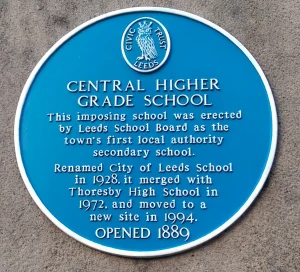 CIVIC
TRUST
LEEDS
CENTRAL HIGHER
GRADE SCHOOL
This imposing school was erected
by Leeds School Board as the
town's first local authority
secondary school.
Renamed City of Leeds School
in 1928, it merged with
Thoresby High School in
1972, and moved to a
new site in 1994.
OPENED 1889